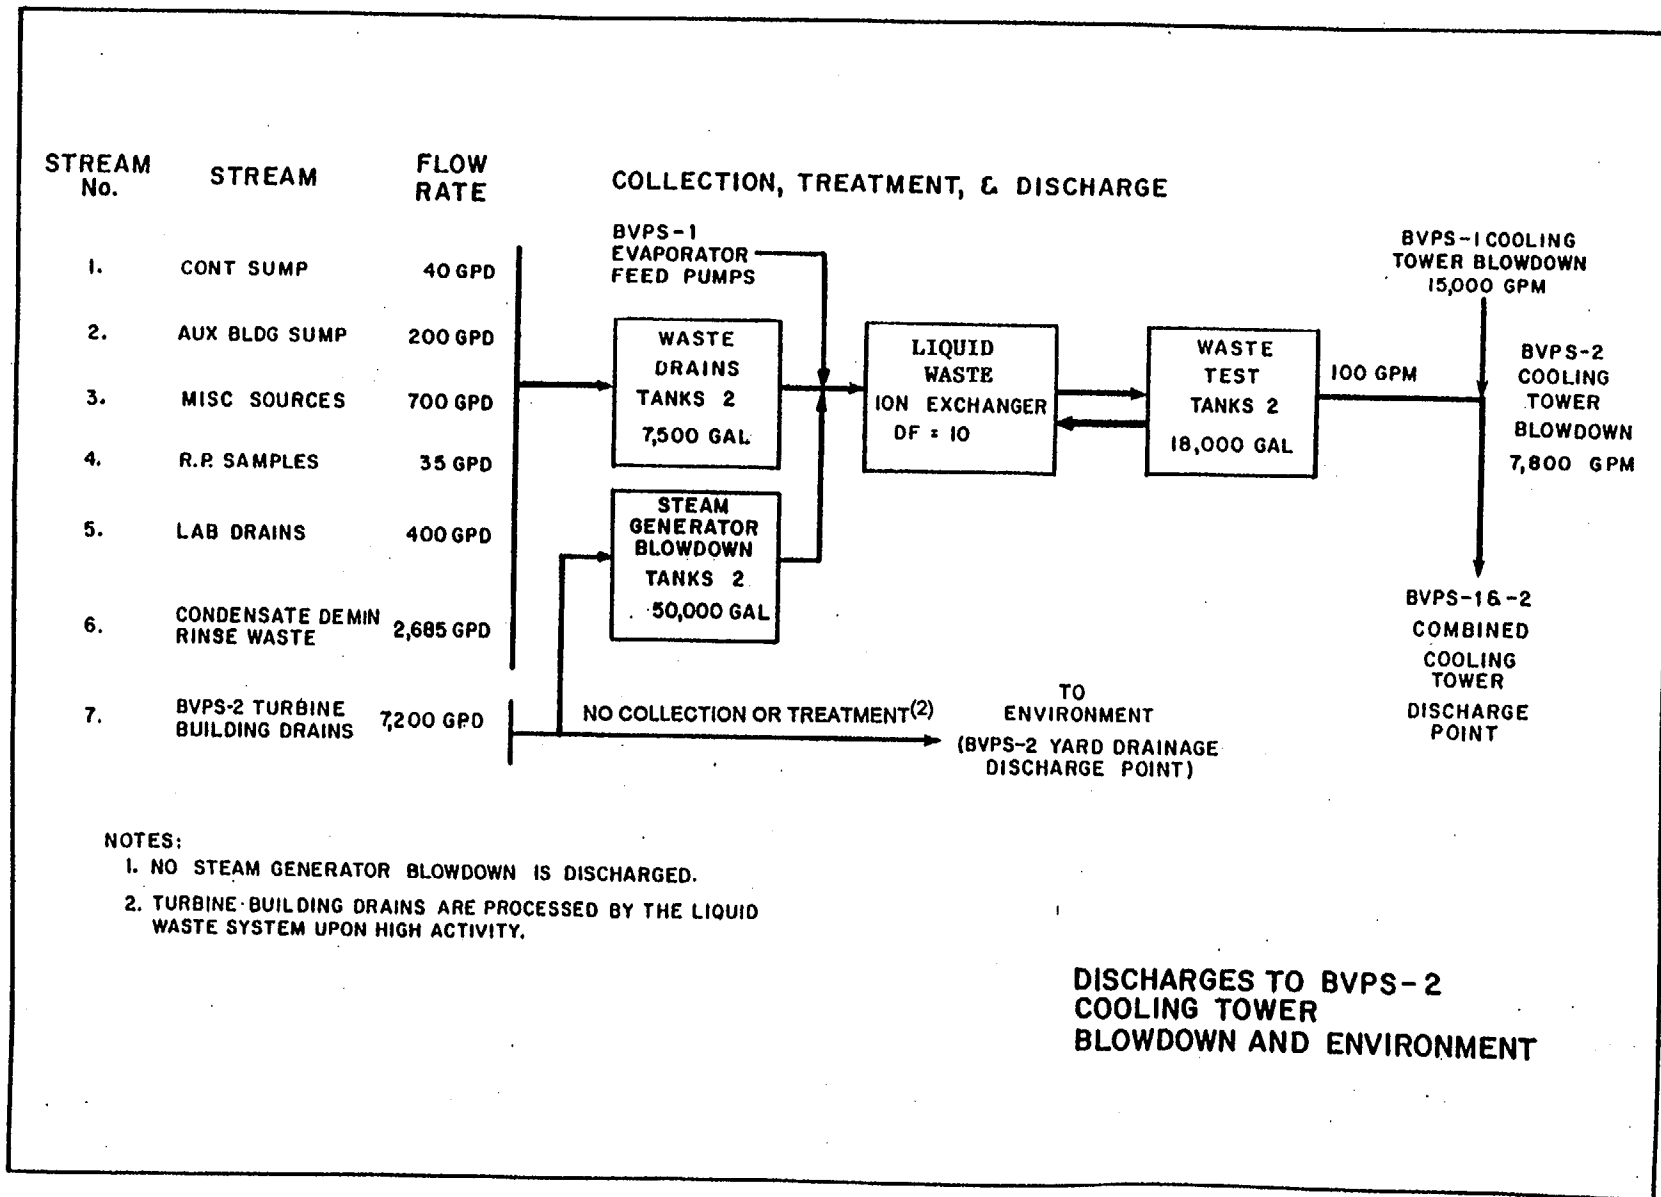 STREAM No.
STREAM
FLOW RATE
COLLECTION, TREATMENT, & DISCHARGE
1. CONT SUMP 40 GPD
2. AUX BLDG SUMP 200 GPD
3. MISC SOURCES 700 GPD
4. R.P. SAMPLES 35 GPD
5. LAB DRAINS 400 GPD
6. CONDENSATE DEMIN
RINSE WASTE 2,685 GPD
7. BVPS-2 TURBINE
BUILDING DRAINS 7,200 GPD
BVPS-1
EVAPORATOR
FEED PUMPS
WASTE
DRAINS
TANKS 2
7,500 GAL
STEAM
GENERATOR
BLOWDOWN
TANKS 2
50,000 GAL
LIQUID
WASTE
ION EXCHANGER
DF = 10
WASTE
TEST
TANKS 2
18,000 GAL
100 GPM
BVPS-1 COOLING
TOWER BLOWDOWN
15,000 GPM
BVPS-2
COOLING
TOWER
BLOWDOWN
7,800 GPM
BVPS-1 & -2
COMBINED
COOLING
TOWER
DISCHARGE
POINT
NO COLLECTION OR TREATMENT(2)
TO
ENVIRONMENT
(BVPS-2 YARD DRAINAGE
DISCHARGE POINT)
NOTES:
1. NO STEAM GENERATOR BLOWDOWN IS DISCHARGED.
2. TURBINE BUILDING DRAINS ARE PROCESSED BY THE LIQUID
WASTE SYSTEM UPON HIGH ACTIVITY.
DISCHARGES TO BVPS-2
COOLING TOWER
BLOWDOWN AND ENVIRONMENT